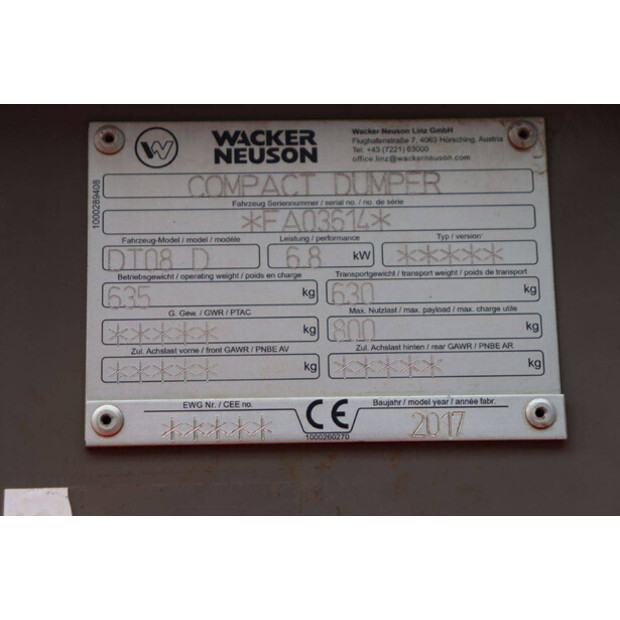 WACKER
NEUSON
Wacker Neuson Linz GmbH
Flughafenstraße 7, 4063 Hörsching, Austria
Tel. +43 (7221) 63000
office.linz@wackerneuson.com
1000289408
COMPACT DUMPER
Fahrzeug Seriennummer / serial no. / no. de série
*FA03614*
Fahrzeug-Model / model / modéle
DT08 D
Leistung / performance
6.8 kW
Typ / version
*****
Betriebsgewicht / operating weight / poids en charge
635 kg
Transportgewicht / transport weight / poids de transport
630 kg
G. Gew. / GWR / PTAC
***** kg
Max. Nutzlast / max. payload / max. charge utile
800 kg
Zul. Achslast vorne / front GAWR / PNBE AV
***** kg
Zul. Achslast hinten / rear GAWR / PNBE AR
***** kg
EWG Nr. / CEE no.
*****
CE
1000260270
Baujahr / model year / année fabr.
2017